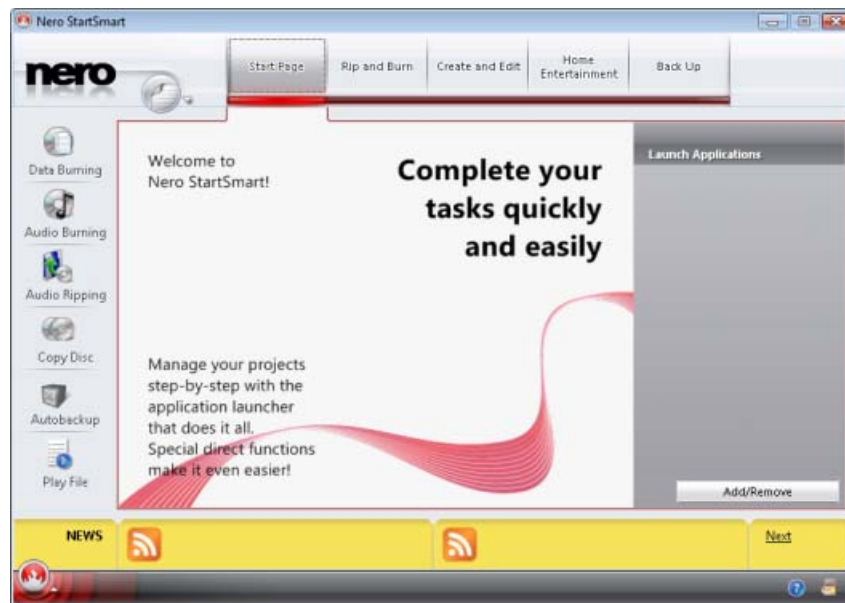 Nero StartSmart
nero
Start Page
Rip and Burn
Create and Edit
Home
Entertainment
Back Up
Data Burning
Audio Burning
Audio Ripping
Copy Disc
Autobackup
Play File
Welcome to
Nero StartSmart!
Complete your
tasks quickly
and easily
Manage your projects
step-by-step with the
application launcher
that does it all.
Special direct functions
make it even easier!
Launch Applications
Add/Remove
NEWS
Next